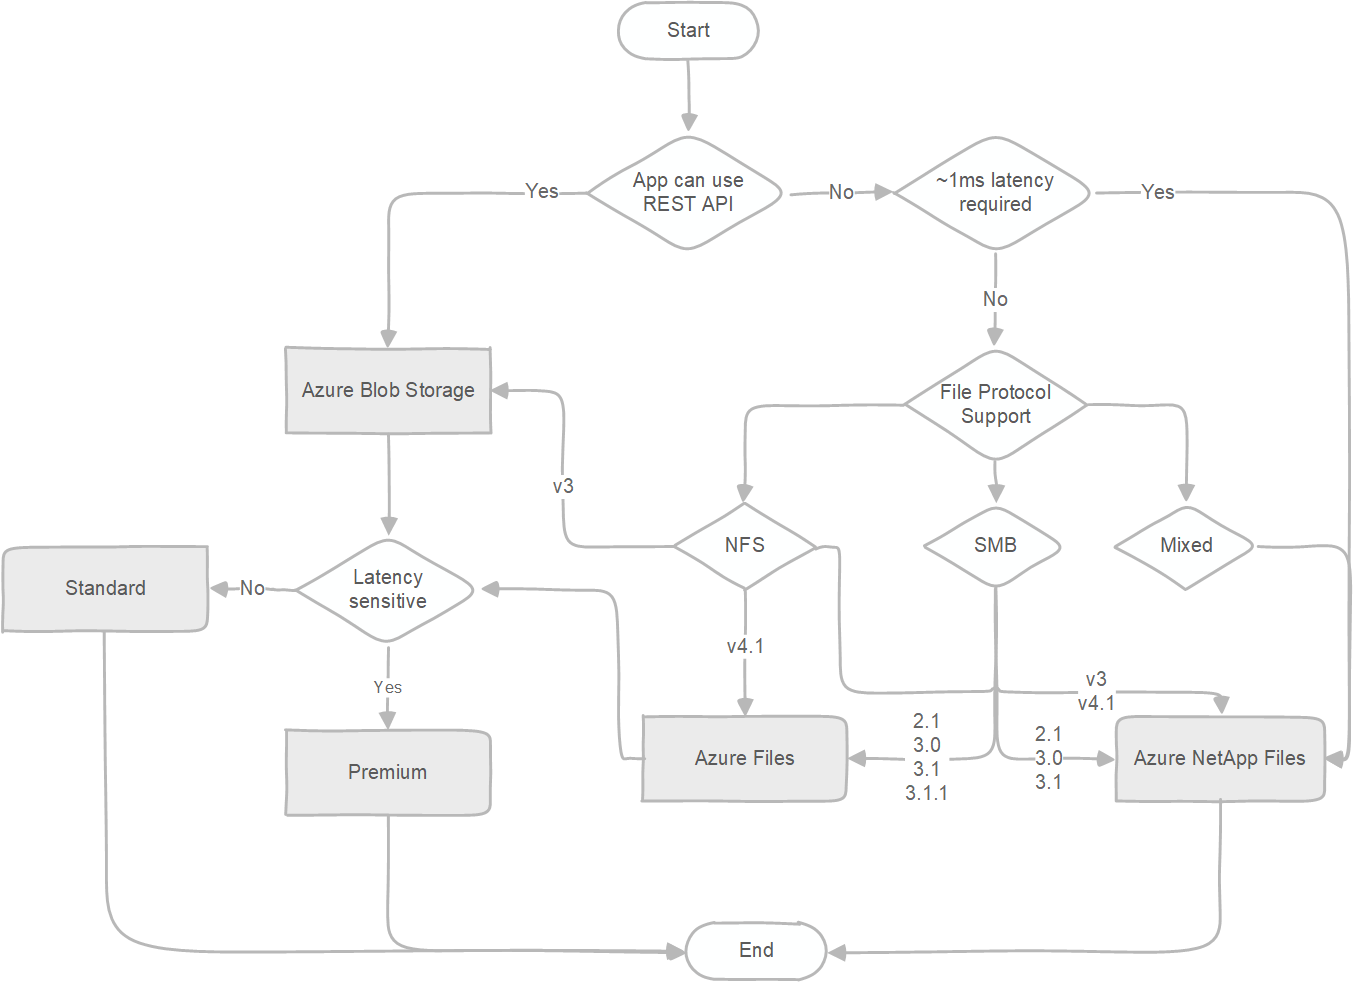 Start
App can use
REST API
Yes
No
~1ms latency
required
Yes
No
Azure Blob Storage
File Protocol
Support
v3
NFS
SMB
Mixed
Standard
No
Latency
sensitive
v4.1
Yes
v3
v4.1
Premium
Azure Files
2.1
3.0
3.1
3.1.1
2.1
3.0
3.1
Azure NetApp Files
End